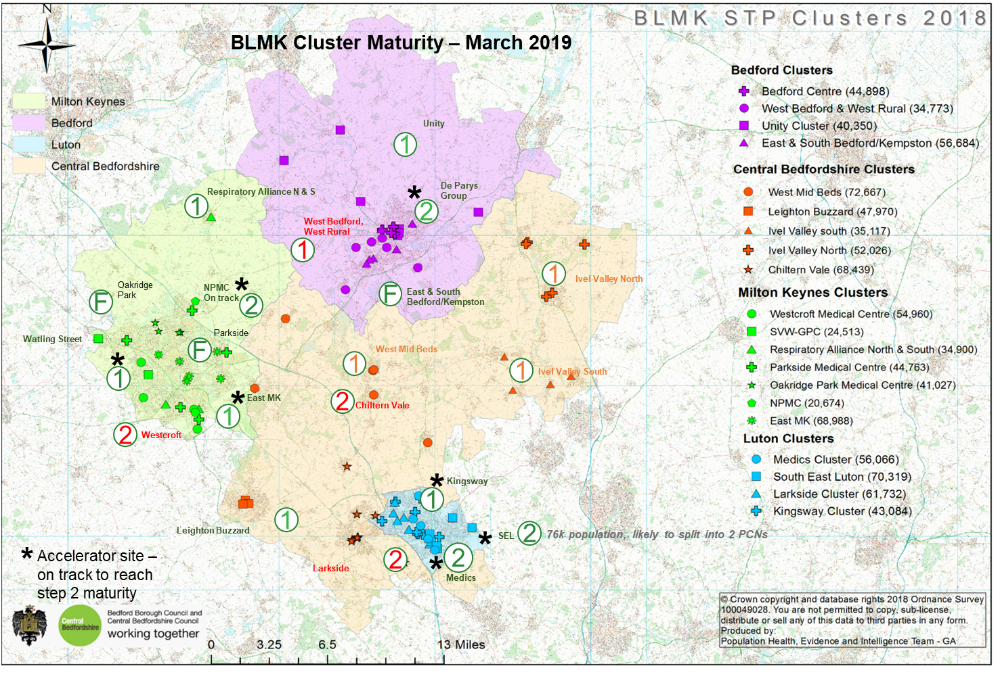 BLMK STP Clusters 2018
N
BLMK Cluster Maturity – March 2019
Milton Keynes
Bedford
Luton
Central Bedfordshire
Bedford Clusters
Bedford Centre (44,898)
West Bedford & West Rural (34,773)
Unity Cluster (40,350)
East & South Bedford/Kempston (56,684)
Central Bedfordshire Clusters
West Mid Beds (72,667)
Leighton Buzzard (47,970)
Ivel Valley south (35,117)
Ivel Valley North (52,026)
Chiltern Vale (68,439)
Milton Keynes Clusters
Westcroft Medical Centre (54,960)
SVW-GPC (24,513)
Respiratory Alliance North & South (34,900)
Parkside Medical Centre (44,763)
Oakridge Park Medical Centre (41,027)
NPMC (20,674)
East MK (68,988)
Luton Clusters
Medics Cluster (56,066)
South East Luton (70,319)
Larkside Cluster (61,732)
Kingsway Cluster (43,084)
Unity
1
Respiratory Alliance N & S
1
*
De Parys
Group
2
West Bedford,
West Rural
1
Oakridge
Park
F
NPMC
On track
*
2
F
East & South
Bedford/Kempston
1
Ivel Valley North
Watling Street
Parkside
F
*
1
West Mid Beds
1
1
Ivel Valley South
*
East MK
1
2
Chiltern Vale
2
Westcroft
*
Kingsway
1
Leighton Buzzard
1
*
SEL
2
76k population, likely to split into 2 PCNs
Larkside
2
*
2
Medics
* Accelerator site –
on track to reach
step 2 maturity
Central
Bedfordshire
Bedford Borough Council and
Central Bedfordshire Council
working together
0 3.25 6.5 13 Miles
© Crown copyright and database rights 2018 Ordnance Survey
100049028. You are not permitted to copy, sub-license,
distribute or sell any of this data to third parties in any form.
Produced by:
Population Health, Evidence and Intelligence Team - GA